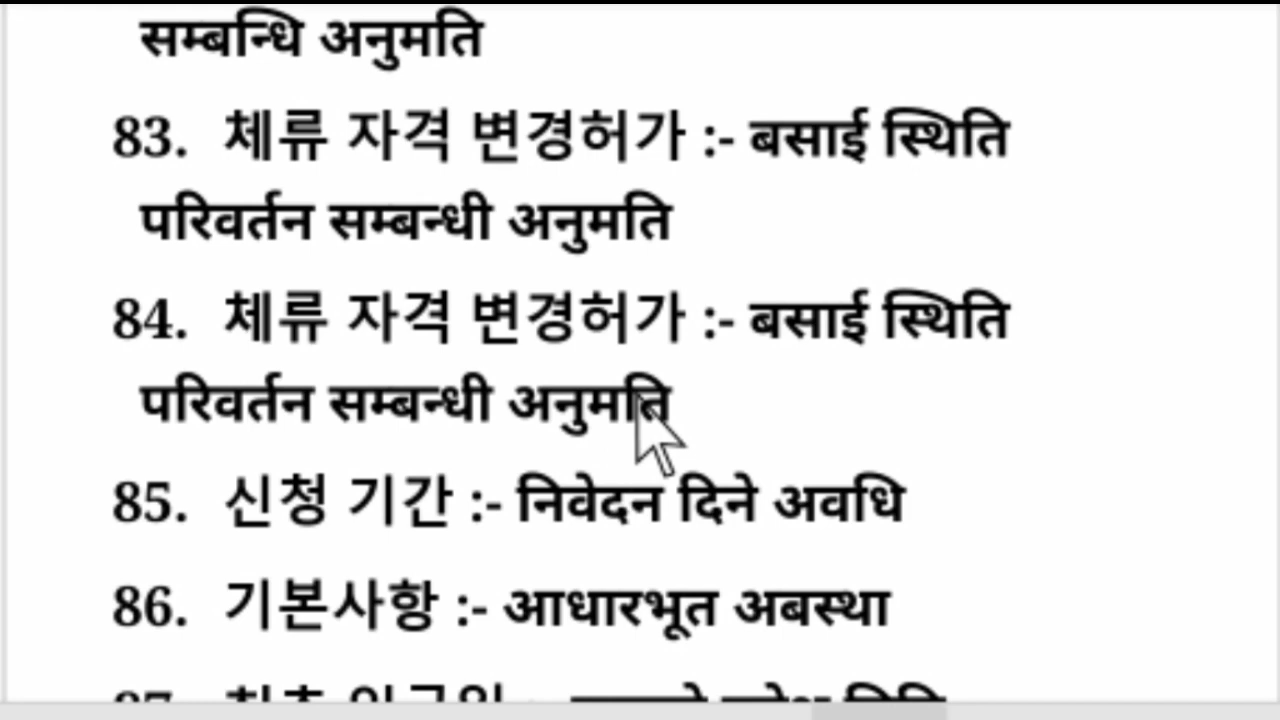 सम्बन्धि अनुमति
83. 체류 자격 변경허가 :- बसाई स्थिति
परिवर्तन सम्बन्धी अनुमति
84. 체류 자격 변경허가 :- बसाई स्थिति
परिवर्तन सम्बन्धी अनुमति
85. 신청 기간 :- निवेदन दिने अवधि
86. 기본사항 :- आधारभूत अबस्था